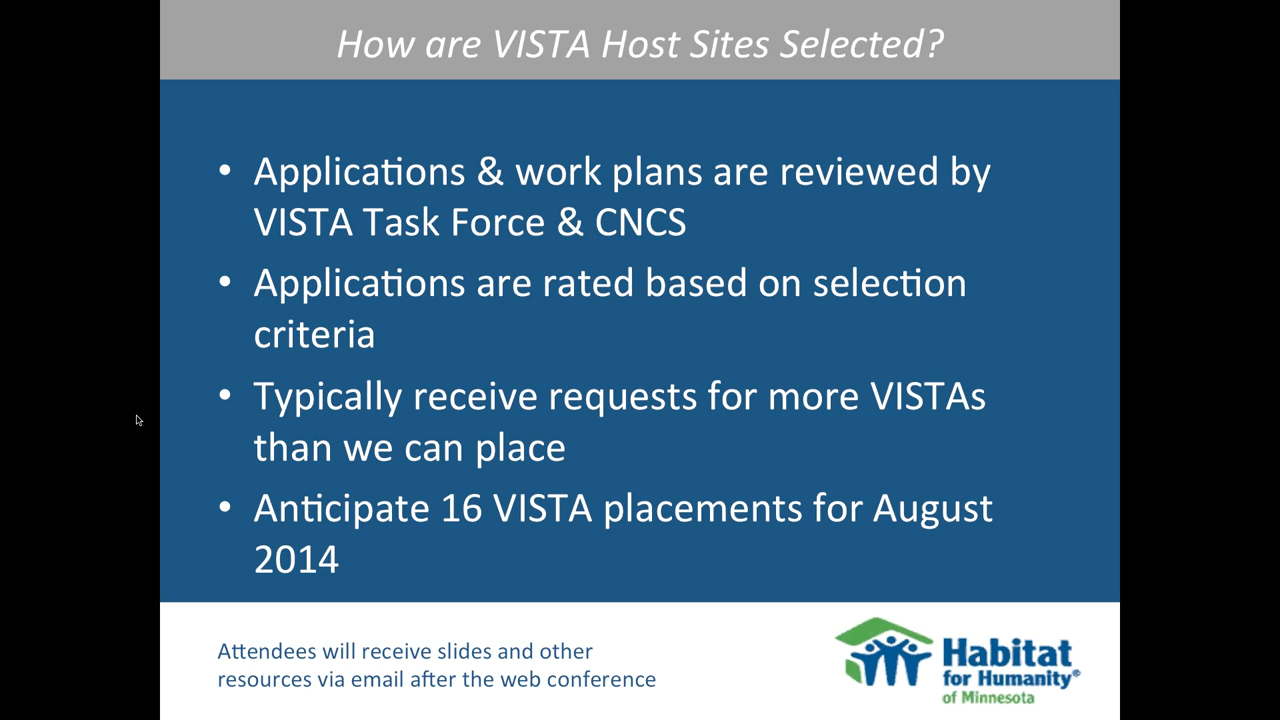 How are VISTA Host Sites Selected?
• Applications & work plans are reviewed by
VISTA Task Force & CNCS
• Applications are rated based on selection
criteria
• Typically receive requests for more VISTAs
than we can place
• Anticipate 16 VISTA placements for August
2014
Attendees will receive slides and other
resources via email after the web conference
Habitat
for Humanity®
of Minnesota